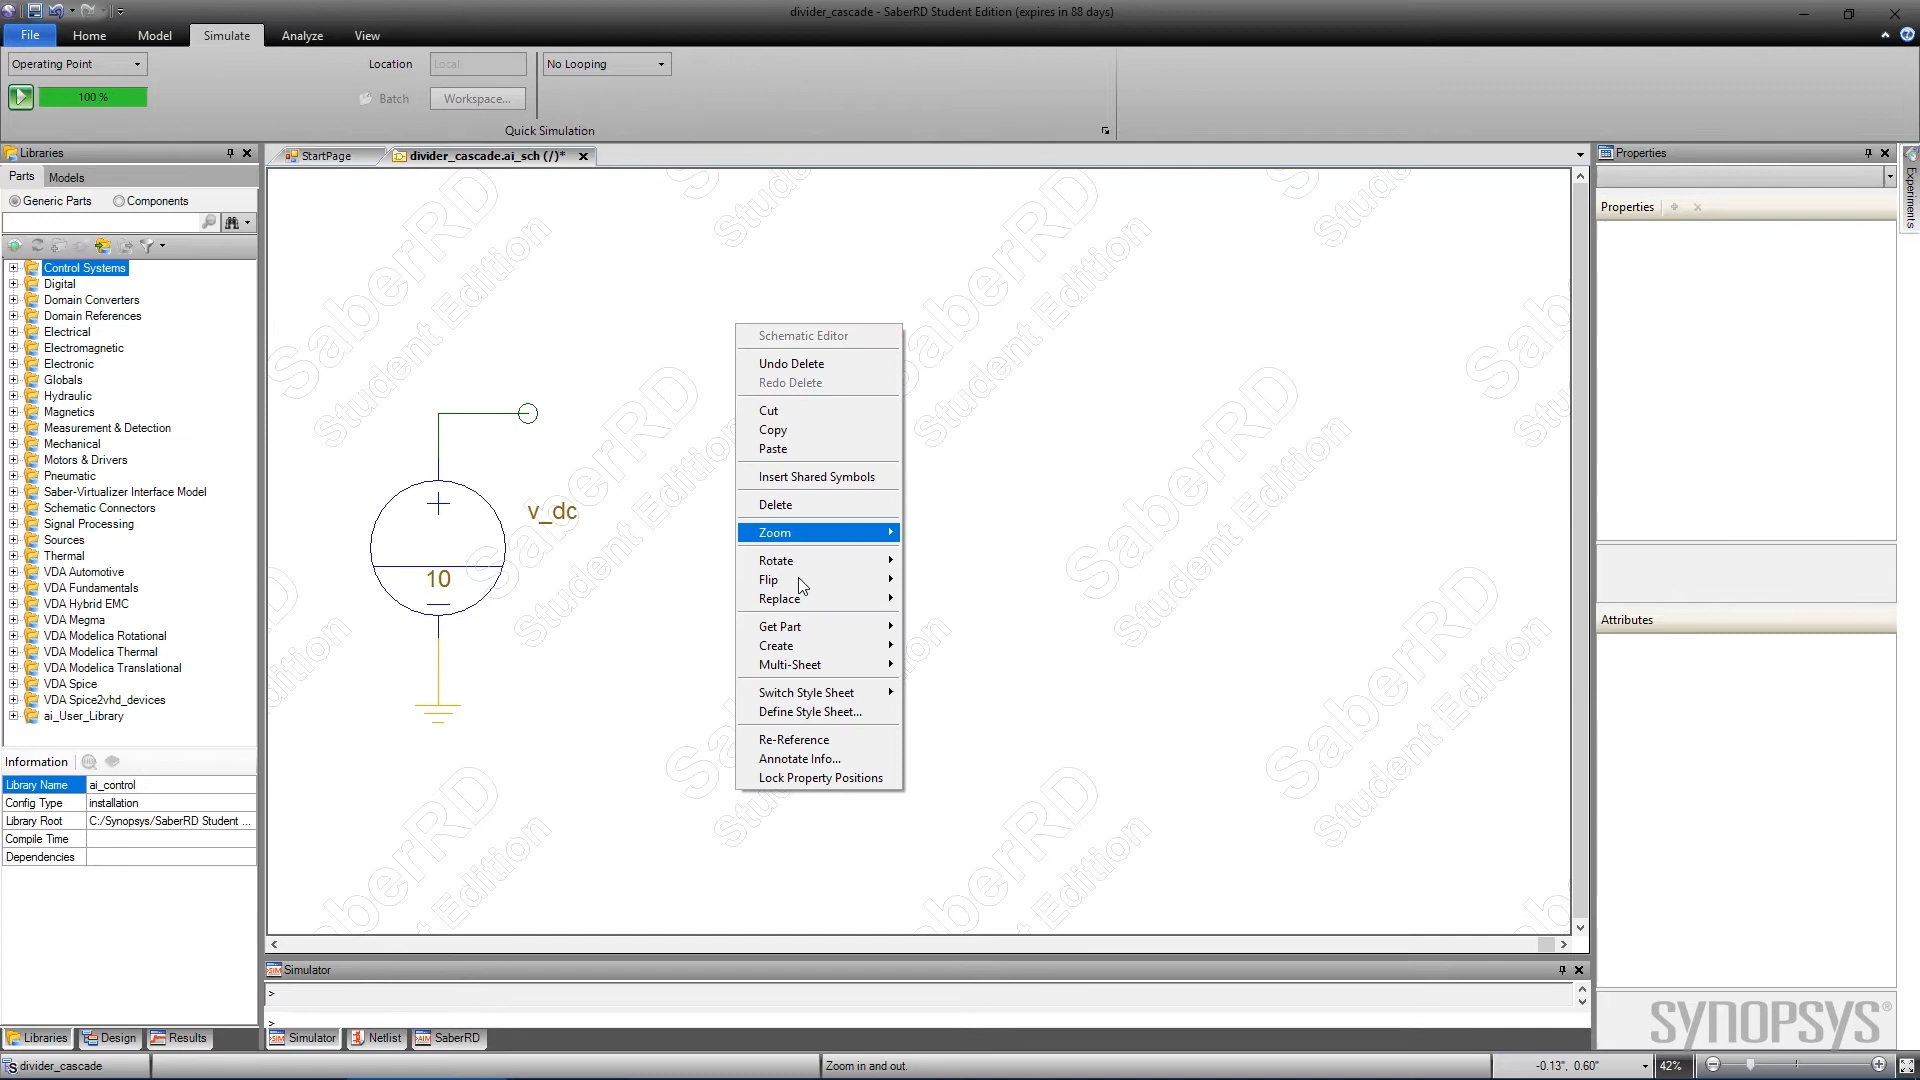 divider_cascade - SaberRD Student Edition (expires in 88 days)
File
Home
Model
Simulate
Analyze
View
Operating Point
Location
Local
No Looping
100 %
Batch
Workspace...
Quick Simulation
Libraries
StartPage
divider_cascade.ai_sch (/)*
Properties
Parts
Models
Generic Parts
Components
Properties
Experiments
Control Systems
Digital
Domain Converters
Domain References
Electrical
Electromagnetic
Electronic
Globals
Hydraulic
Magnetics
Measurement & Detection
Mechanical
Motors & Drivers
Pneumatic
Saber-Virtualizer Interface Model
Schematic Connectors
Signal Processing
Sources
Thermal
VDA Automotive
VDA Fundamentals
VDA Hybrid EMC
VDA Megma
VDA Modelica Rotational
VDA Modelica Thermal
VDA Modelica Translational
VDA Spice
VDA Spice2vhd_devices
ai_User_Library
SaberRD
Student Edition
v_dc
10
Schematic Editor
Undo Delete
Redo Delete
Cut
Copy
Paste
Insert Shared Symbols
Delete
Zoom
Rotate
Flip
Replace
Get Part
Create
Multi-Sheet
Switch Style Sheet
Define Style Sheet...
Re-Reference
Annotate Info...
Lock Property Positions
Attributes
Information
Library Name ai_control
Config Type installation
Library Root C:/Synopsys/SaberRD Student ...
Compile Time
Dependencies
Simulator
>
>
Libraries
Design
Results
Simulator
Netlist
SaberRD
SYNOPSYS®
divider_cascade
Zoom in and out.
-0.13", 0.60"
42%